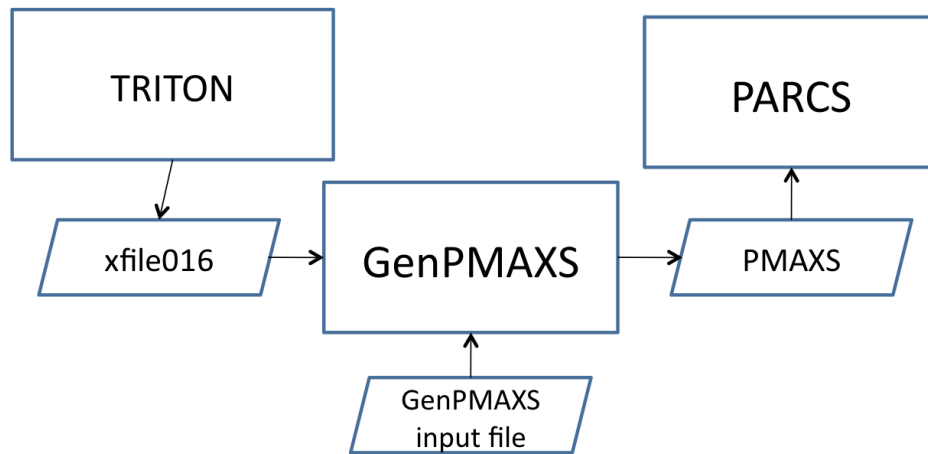 TRITON
PARCS
xfile016
GenPMAXS
PMAXS
GenPMAXS
input file